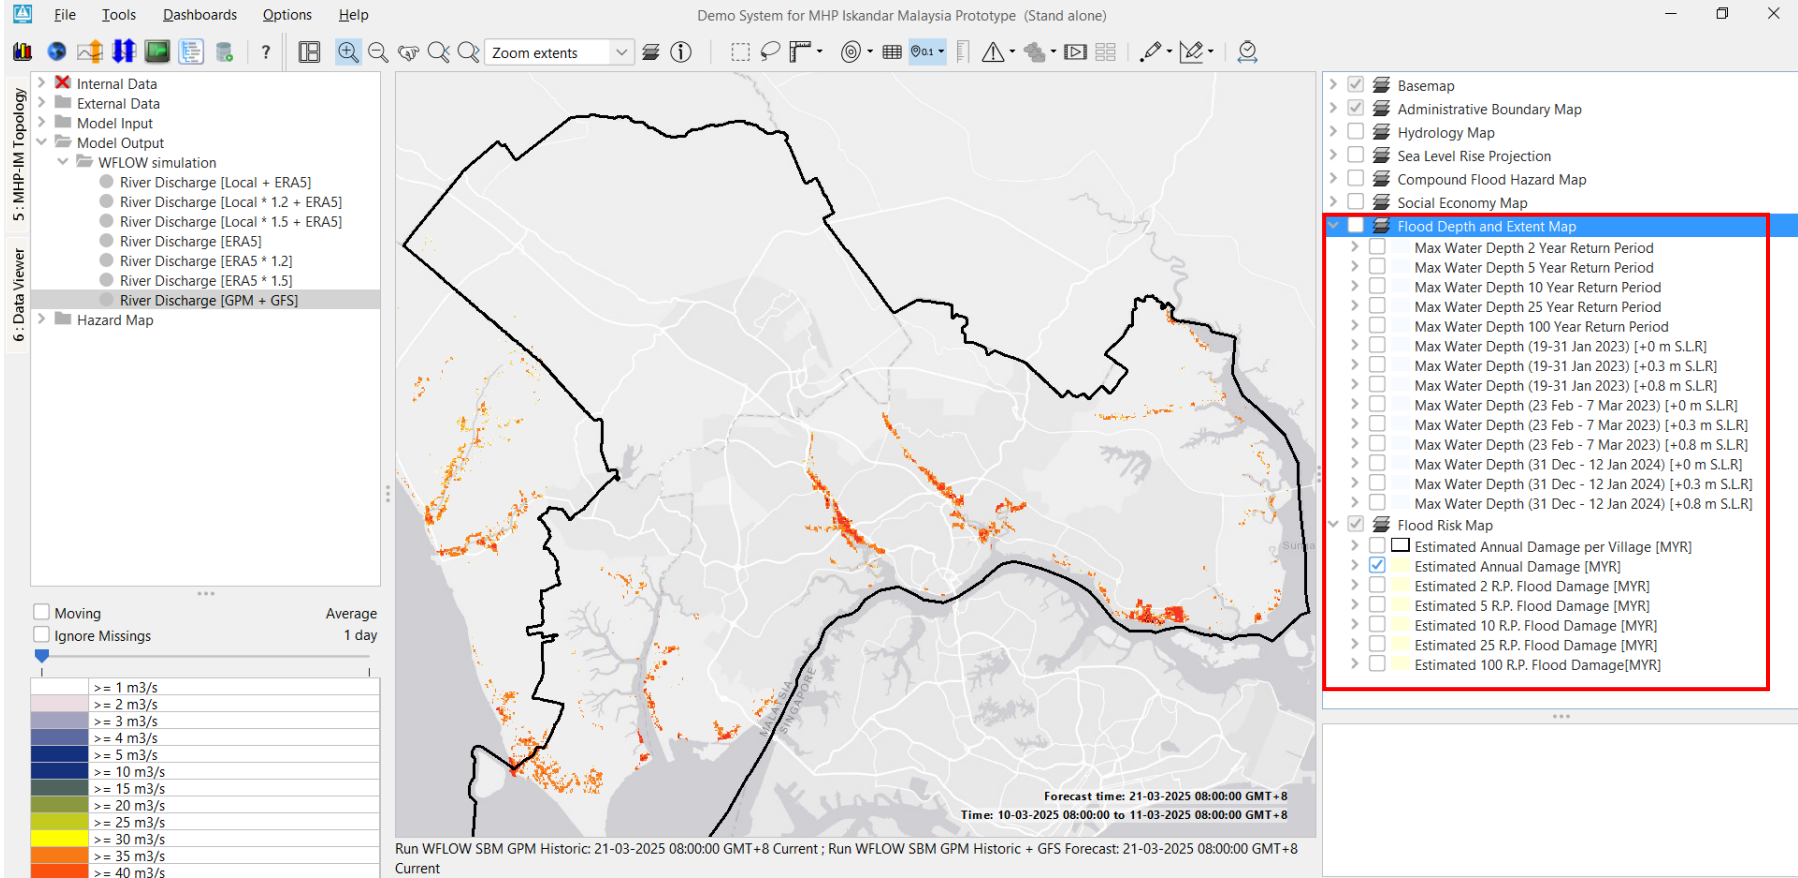 File Tools Dashboards Options Help
Demo System for MHP Iskandar Malaysia Prototype (Stand alone)
? Zoom extents 0.1
5 : MHP-IM Topology
6 : Data Viewer
Internal Data
External Data
Model Input
Model Output
WFLOW simulation
River Discharge [Local + ERA5]
River Discharge [Local * 1.2 + ERA5]
River Discharge [Local * 1.5 + ERA5]
River Discharge [ERA5]
River Discharge [ERA5 * 1.2]
River Discharge [ERA5 * 1.5]
River Discharge [GPM + GFS]
Hazard Map
Moving Average
Ignore Missings 1 day
>= 1 m3/s
>= 2 m3/s
>= 3 m3/s
>= 4 m3/s
>= 5 m3/s
>= 10 m3/s
>= 15 m3/s
>= 20 m3/s
>= 25 m3/s
>= 30 m3/s
>= 35 m3/s
>= 40 m3/s
MALAYSIA
SINGAPORE
Forecast time: 21-03-2025 08:00:00 GMT+8
Time: 10-03-2025 08:00:00 to 11-03-2025 08:00:00 GMT+8
Run WFLOW SBM GPM Historic: 21-03-2025 08:00:00 GMT+8 Current ; Run WFLOW SBM GPM Historic + GFS Forecast: 21-03-2025 08:00:00 GMT+8
Current
Basemap
Administrative Boundary Map
Hydrology Map
Sea Level Rise Projection
Compound Flood Hazard Map
Social Economy Map
Flood Depth and Extent Map
Max Water Depth 2 Year Return Period
Max Water Depth 5 Year Return Period
Max Water Depth 10 Year Return Period
Max Water Depth 25 Year Return Period
Max Water Depth 100 Year Return Period
Max Water Depth (19-31 Jan 2023) [+0 m S.L.R]
Max Water Depth (19-31 Jan 2023) [+0.3 m S.L.R]
Max Water Depth (19-31 Jan 2023) [+0.8 m S.L.R]
Max Water Depth (23 Feb - 7 Mar 2023) [+0 m S.L.R]
Max Water Depth (23 Feb - 7 Mar 2023) [+0.3 m S.L.R]
Max Water Depth (23 Feb - 7 Mar 2023) [+0.8 m S.L.R]
Max Water Depth (31 Dec - 12 Jan 2024) [+0 m S.L.R]
Max Water Depth (31 Dec - 12 Jan 2024) [+0.3 m S.L.R]
Max Water Depth (31 Dec - 12 Jan 2024) [+0.8 m S.L.R]
Flood Risk Map
Estimated Annual Damage per Village [MYR]
Estimated Annual Damage [MYR]
Estimated 2 R.P. Flood Damage [MYR]
Estimated 5 R.P. Flood Damage [MYR]
Estimated 10 R.P. Flood Damage [MYR]
Estimated 25 R.P. Flood Damage [MYR]
Estimated 100 R.P. Flood Damage[MYR]